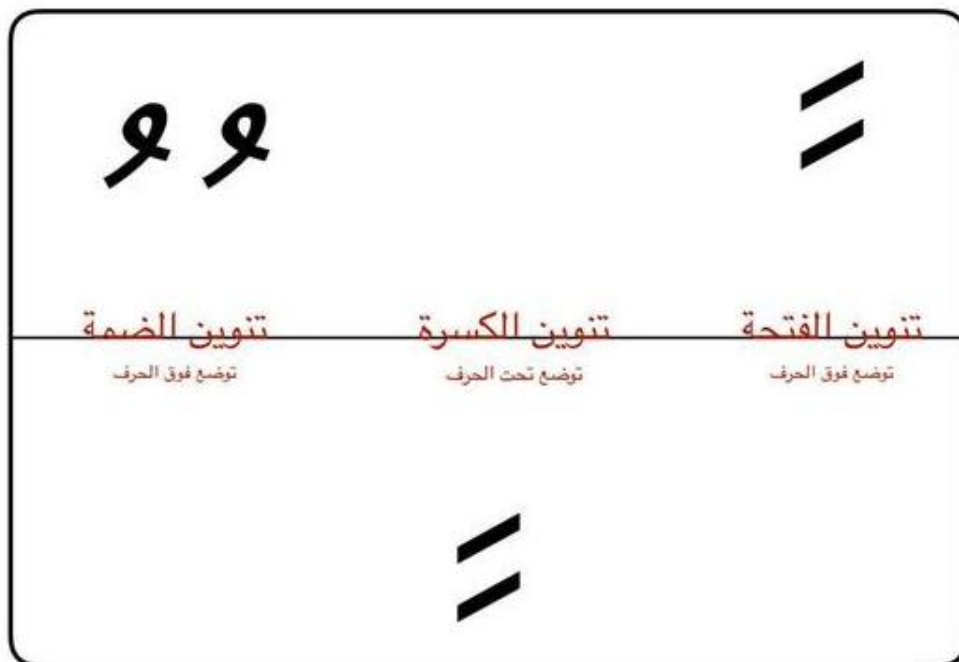 تنوين الفتحة
توضع فوق الحرف
تنوين الكسرة
توضع تحت الحرف
تنوين الضمة
توضع فوق الحرف